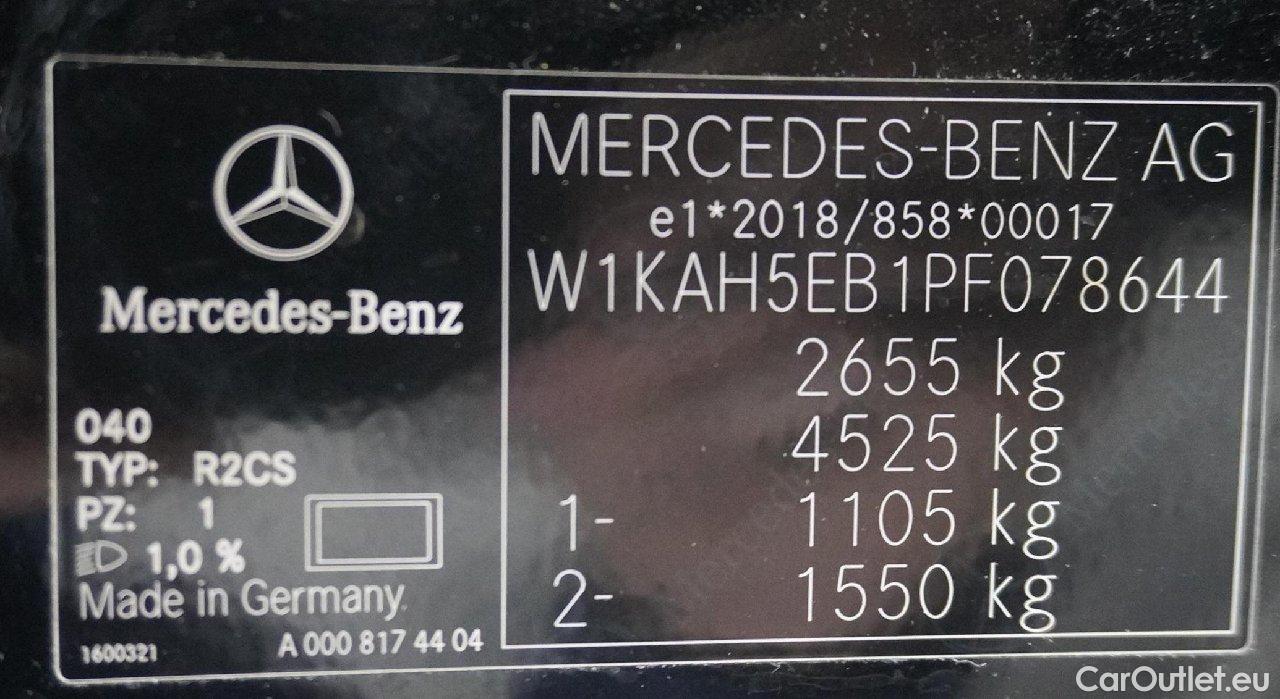 Mercedes-Benz
040
TYP: R2CS
PZ: 1
1,0 %
Made in Germany
1600321
A 000 817 44 04
MERCEDES-BENZ AG
e1*2018/858*00017
W1KAH5EB1PF078644
2655 kg
4525 kg
1- 1105 kg
2- 1550 kg
CarOutlet.eu